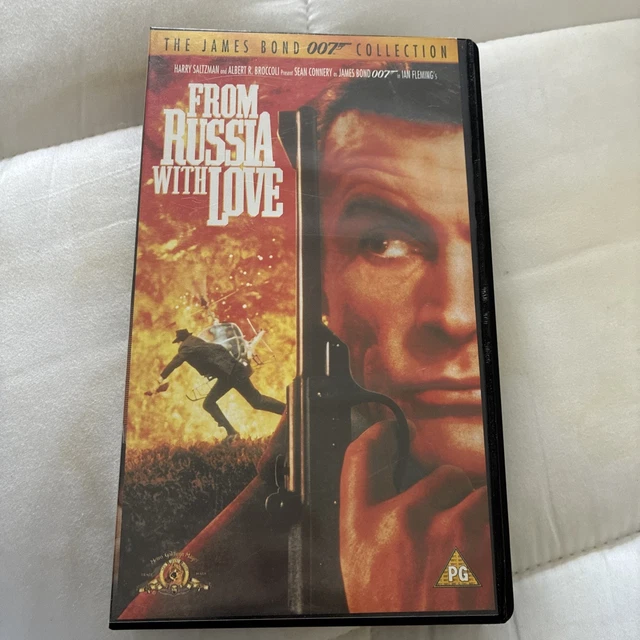 THE JAMES BOND 007 COLLECTION
HARRY SALTZMAN and ALBERT R. BROCCOLI Present SEAN CONNERY as JAMES BOND 007 in IAN FLEMING's
FROM
RUSSIA
WITH LOVE
PG